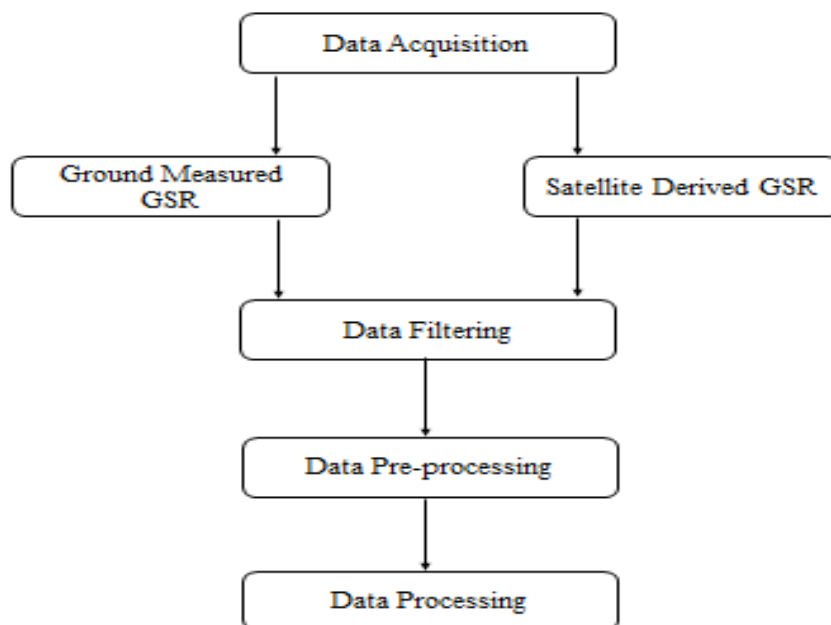 Data Acquisition
Ground Measured
GSR
Satellite Derived GSR
Data Filtering
Data Pre-processing
Data Processing